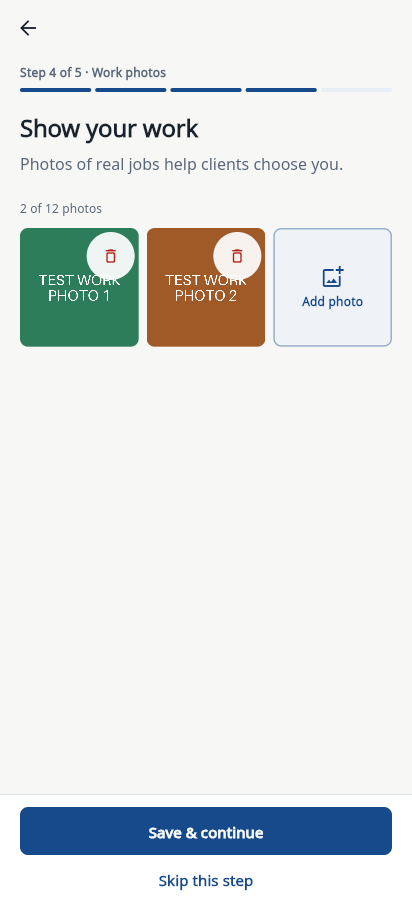 Step 4 of 5 · Work photos
Show your work
Photos of real jobs help clients choose you.
2 of 12 photos
TEST WORK
PHOTO 1
TEST WORK
PHOTO 2
Add photo
Save & continue
Skip this step